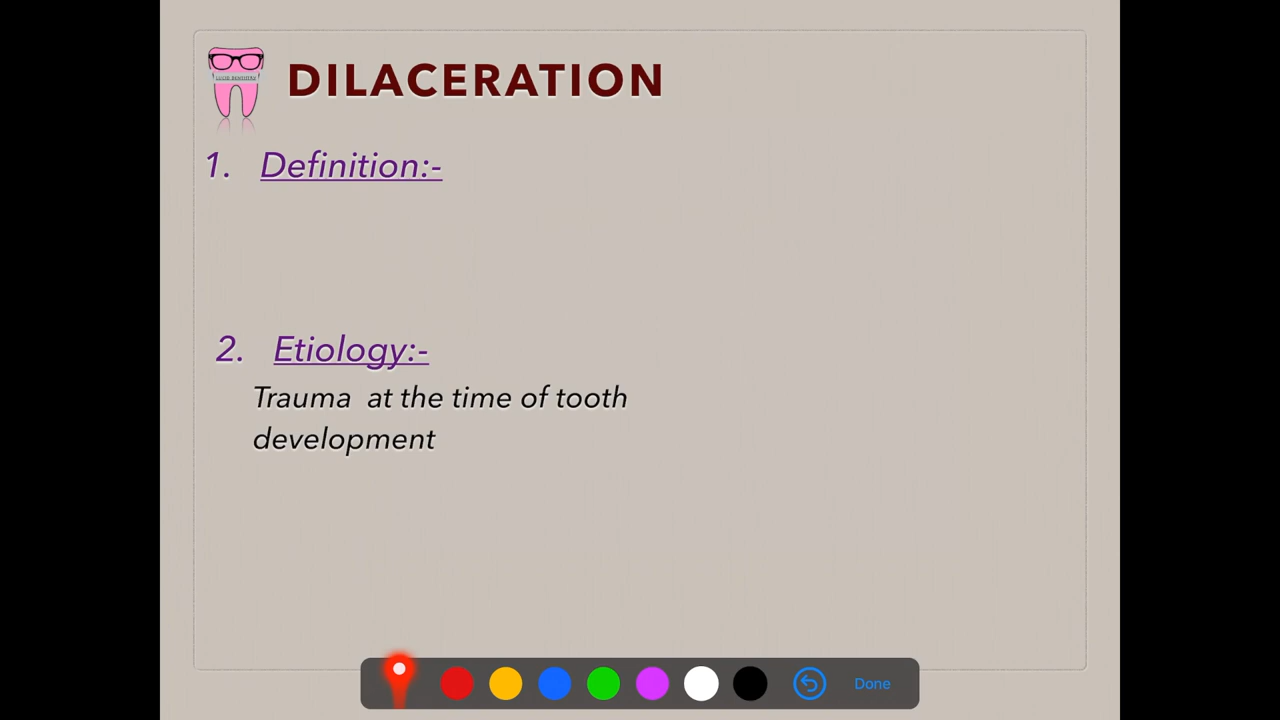 DILACERATION
1. Definition:-
2. Etiology:-
Trauma at the time of tooth
development
Done